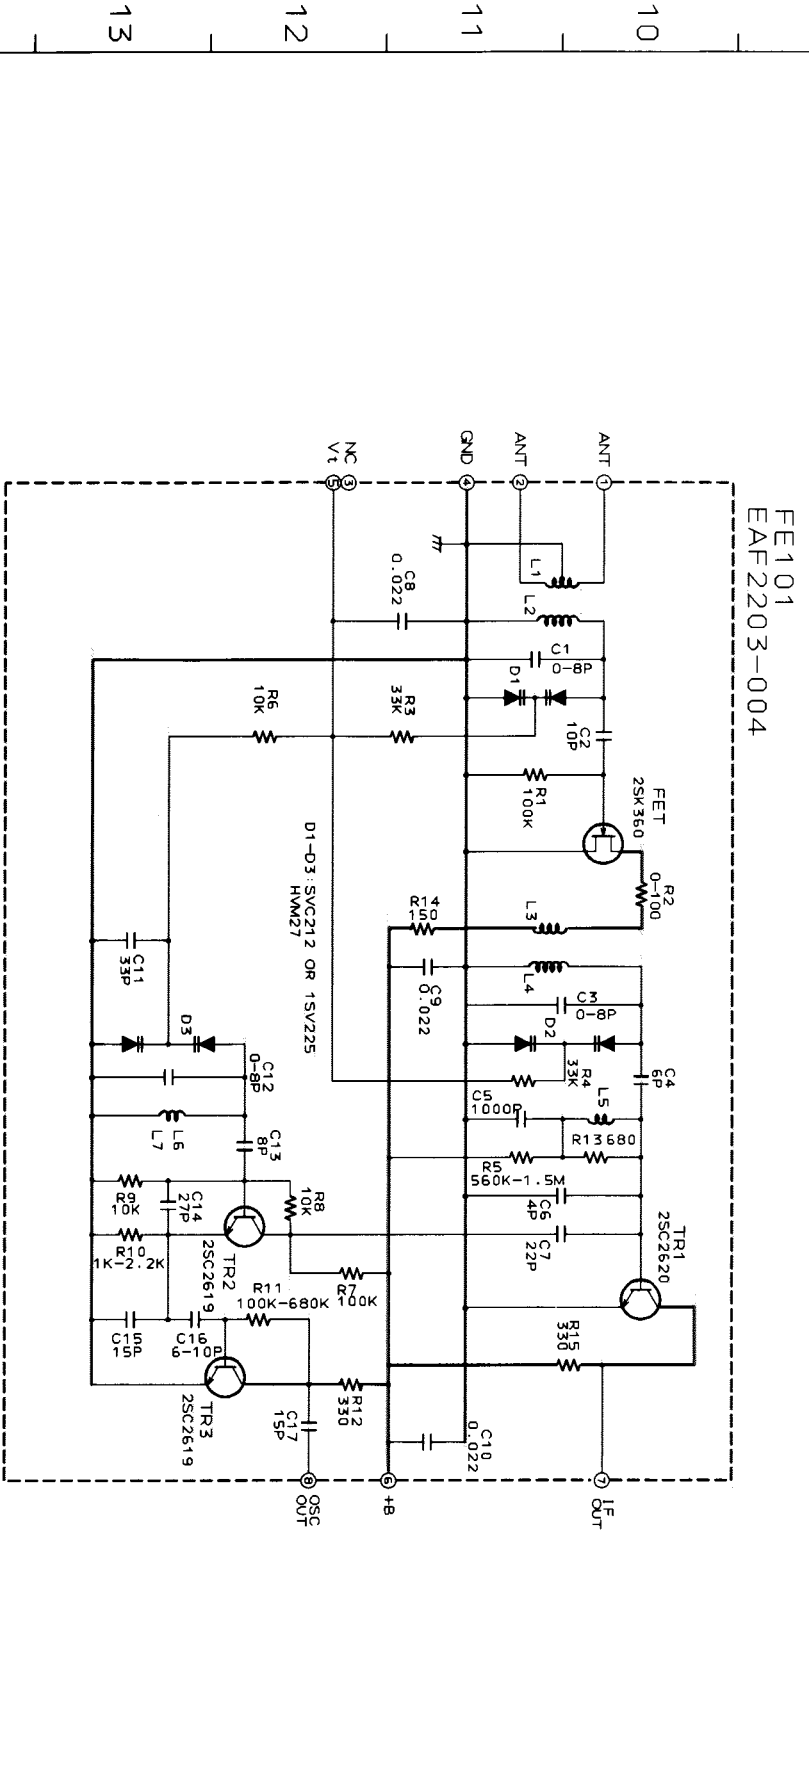 10
11
12
13
FE101
EAF2203-004
ANT 1
ANT 2
GND 4
NC 3
Vt 5
L1
L2
C1
0-8P
D1
C2
10P
R1
100K
FET
2SK360
R2
0-100
L3
R14
150
L4
C3
0-8P
D2
C4
6P
R4
33K
L5
C5
1000P
R13 680
R5
560K-1.5M
C6
4P
C7
22P
TR1
2SC2620
R15
330
C8
0.022
R3
33K
R6
10K
C9
0.022
D1-D3:SVC212 OR 1SV225
HVM27
C11
33P
D3
C12
0-8P
L6
L7
C13
8P
R9
10K
C14
27P
R8
10K
R10
1K-2.2K
TR2
2SC2619
R7
100K
R11
100K-680K
C15
15P
C16
6-10P
TR3
2SC2619
R12
330
C17
15P
C10
0.022
7 IF
OUT
6 +B
8 OSC
OUT